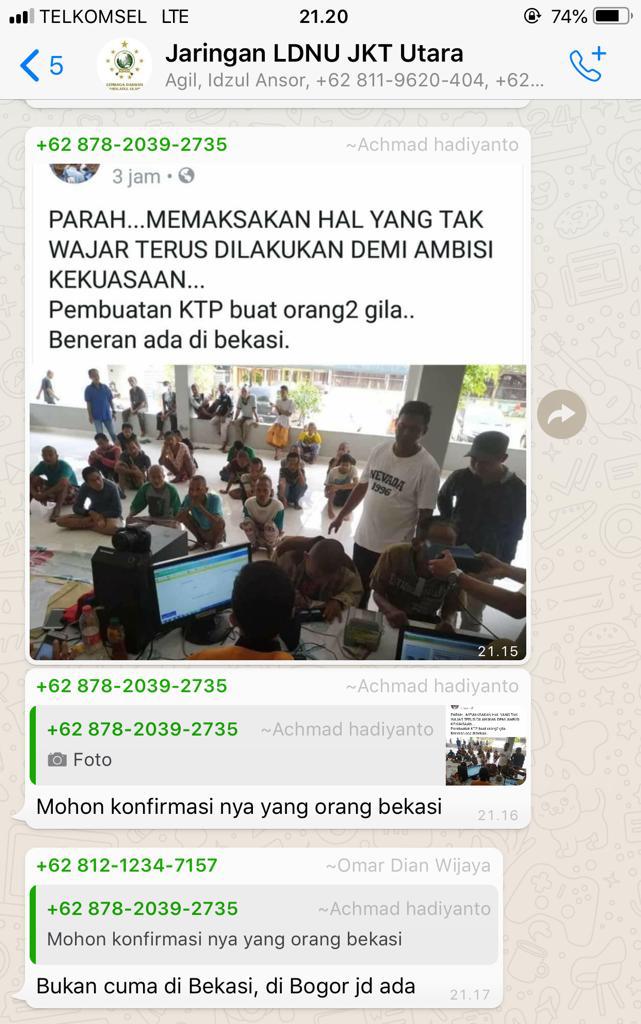 TELKOMSEL LTE 21.20 74%
5 Jaringan LDNU JKT Utara
Agil, Idzul Ansor, +62 811-9620-404, +62...
+62 878-2039-2735 ~Achmad hadiyanto
3 jam
PARAH...MEMAKSAKAN HAL YANG TAK
WAJAR TERUS DILAKUKAN DEMI AMBISI
KEKUASAAN...
Pembuatan KTP buat orang2 gila..
Beneran ada di bekasi.
NEVADA
1996
21.15
+62 878-2039-2735 ~Achmad hadiyanto
+62 878-2039-2735 ~Achmad hadiyanto
Foto
Mohon konfirmasi nya yang orang bekasi 21.16
+62 812-1234-7157 ~Omar Dian Wijaya
+62 878-2039-2735 ~Achmad hadiyanto
Mohon konfirmasi nya yang orang bekasi
Bukan cuma di Bekasi, di Bogor jd ada 21.17